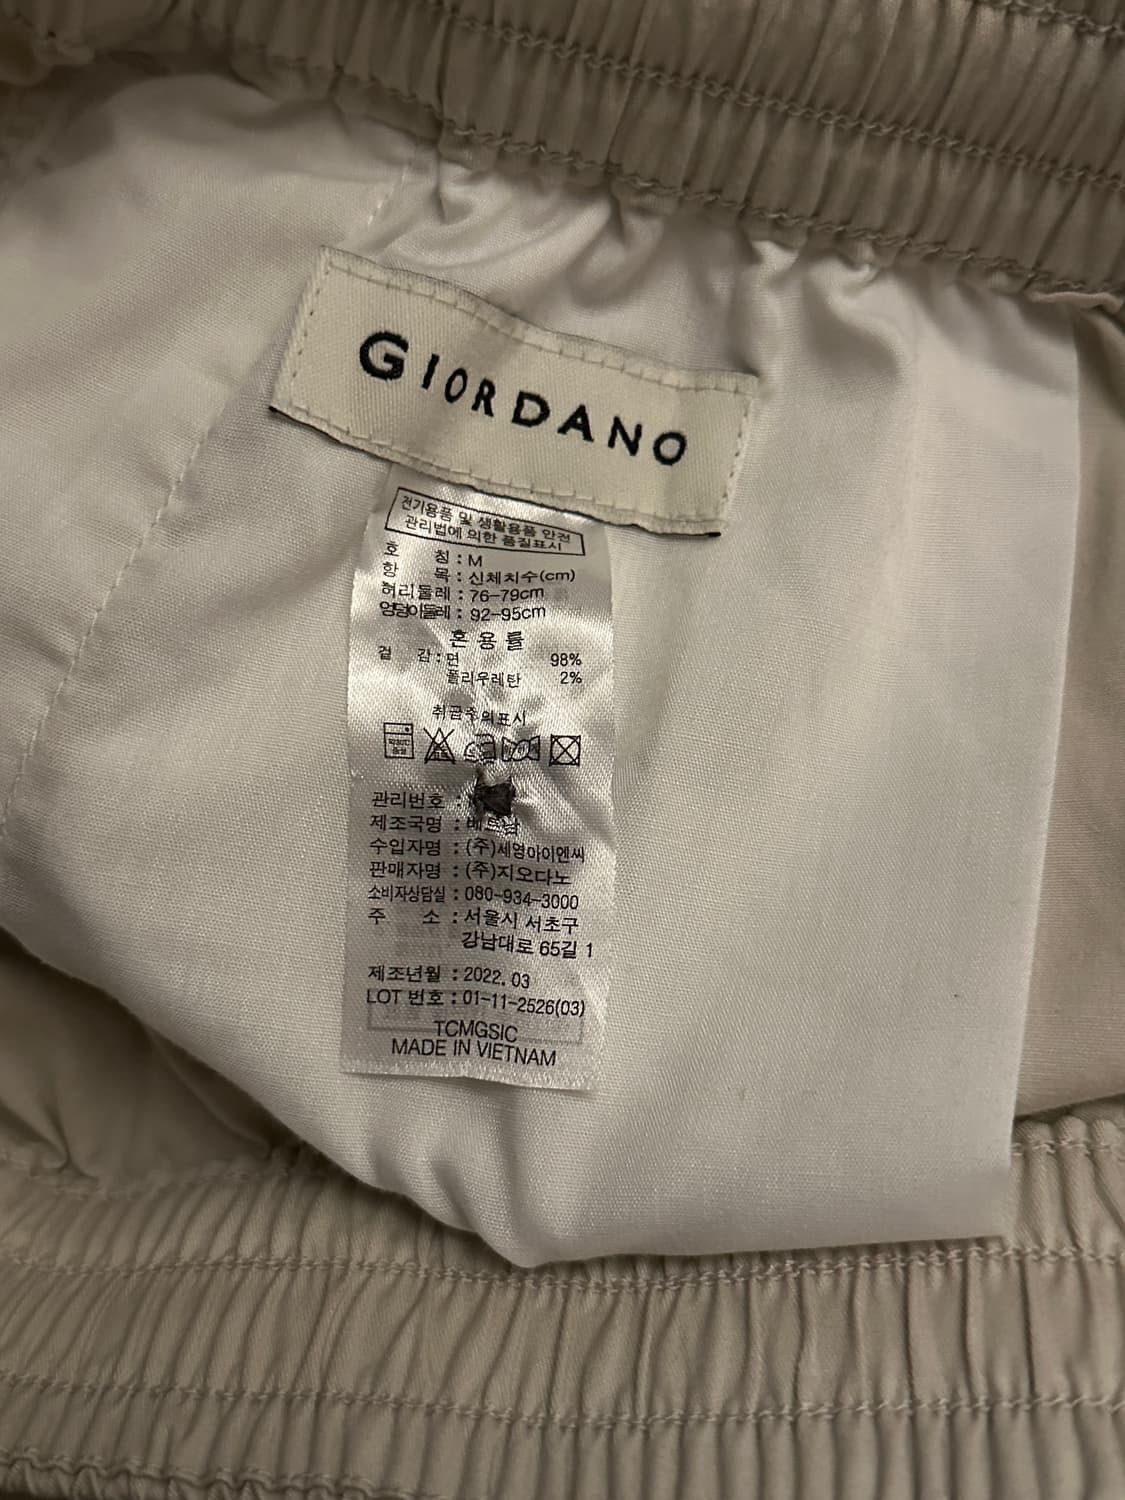 GIORDANO
전기용품 및 생활용품 안전
관리법에 의한 품질표시
호 칭 : M
항 목 : 신체치수(cm)
허리둘레 : 76-79cm
엉덩이둘레 : 92-95cm
혼 용 률
겉 감 : 면 98%
폴리우레탄 2%
취급주의표시
관리번호 :
제조국명 : 베트남
수입자명 : (주)세영아이엔씨
판매자명 : (주)지오다노
소비자상담실 : 080-934-3000
주 소 : 서울시 서초구
강남대로 65길 1
제조년월 : 2022. 03
LOT 번호 : 01-11-2526(03)
TCMGSIC
MADE IN VIETNAM